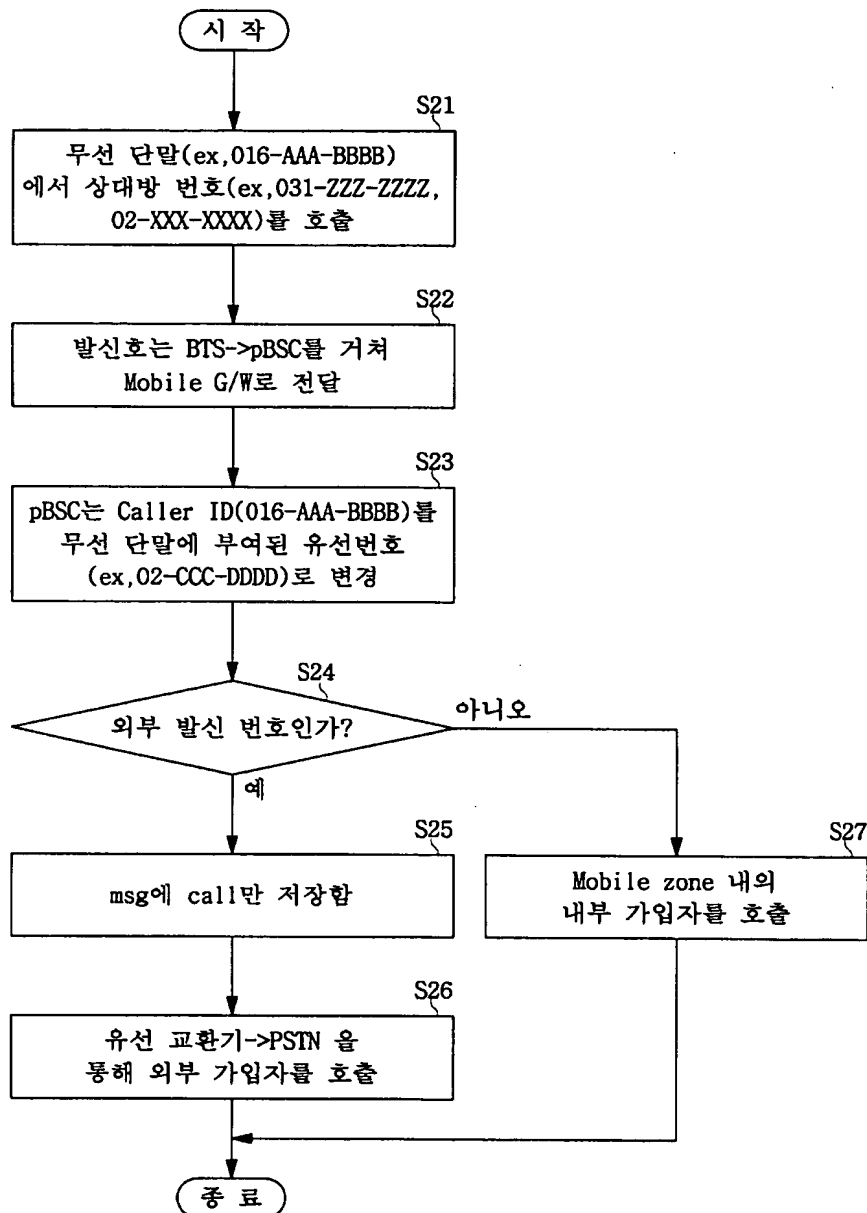 시 작
S21
무선 단말(ex,016-AAA-BBBB)
에서 상대방 번호(ex,031-ZZZ-ZZZZ,
02-XXX-XXXX)를 호출
S22
발신호는 BTS->pBSC를 거쳐
Mobile G/W로 전달
S23
pBSC는 Caller ID(016-AAA-BBBB)를
무선 단말에 부여된 유선번호
(ex,02-CCC-DDDD)로 변경
S24
외부 발신 번호인가?
아니오
예
S25
msg에 call만 저장함
S27
Mobile zone 내의
내부 가입자를 호출
S26
유선 교환기->PSTN 을
통해 외부 가입자를 호출
종 료